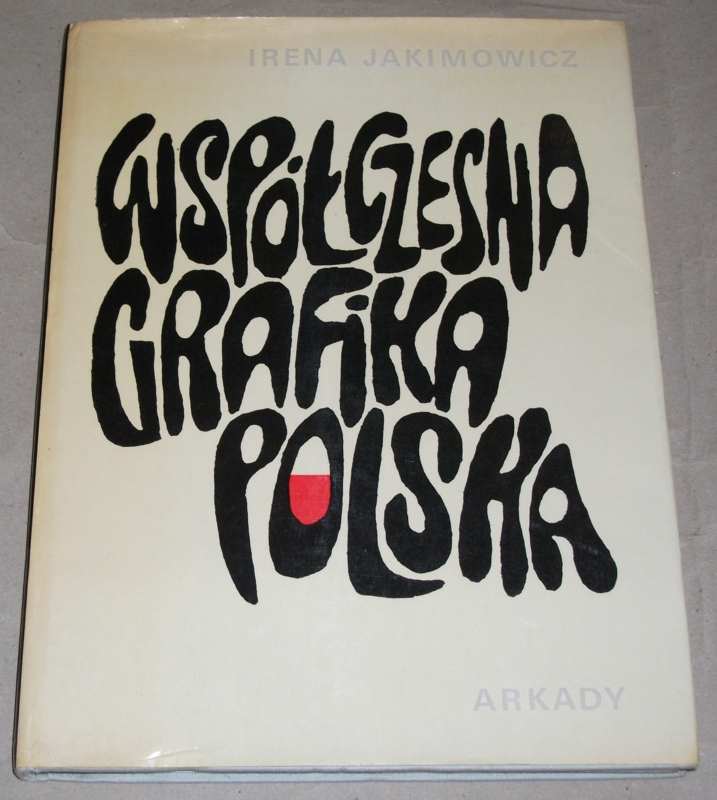 IRENA JAKIMOWICZ
WSPÓŁCZESNA
GRAFiKA
POLSKA
ARKADY